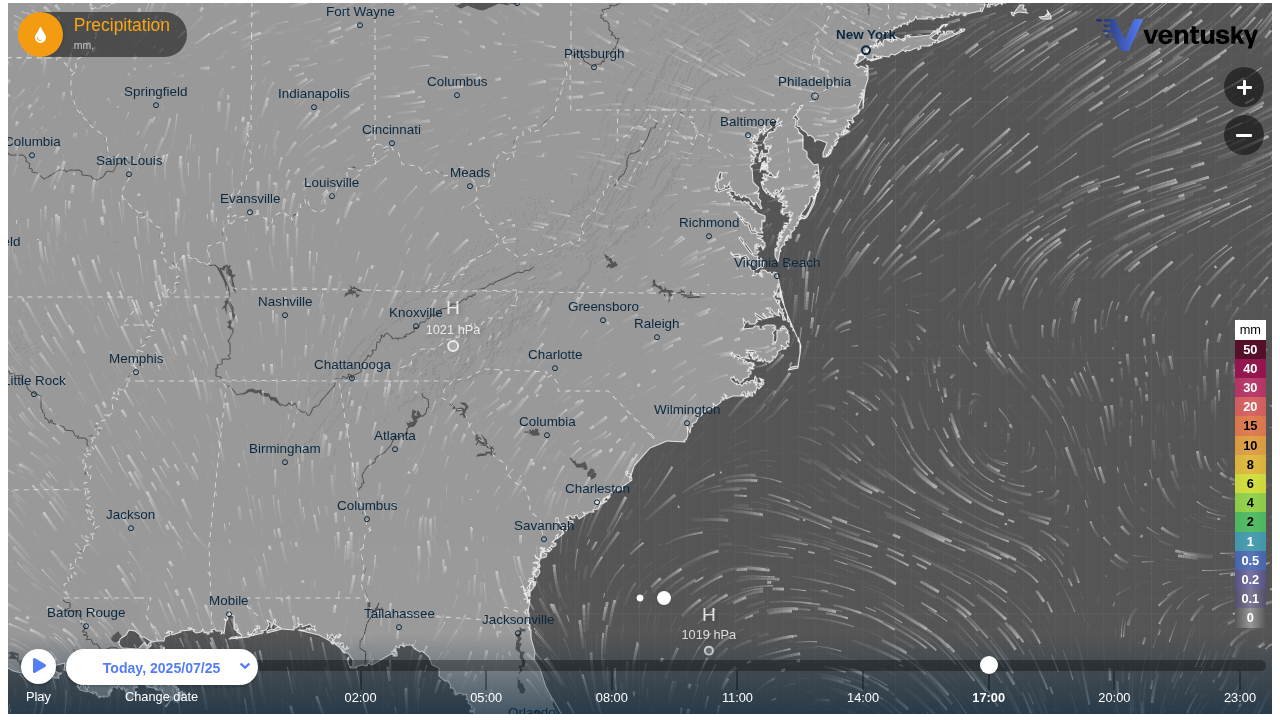 Precipitation
mm,
ventusky
Fort Wayne
New York
Pittsburgh
Springfield
Indianapolis
Columbus
Philadelphia
Columbia
Cincinnati
Baltimore
Saint Louis
Louisville
Meads
Evansville
Richmond
eld
Virginia Beach
Nashville
Knoxville
H
1021 hPa
Greensboro
Raleigh
Memphis
Chattanooga
Charlotte
Little Rock
Wilmington
Columbia
Atlanta
Birmingham
Charleston
Jackson
Columbus
Savannah
Mobile
Baton Rouge
Tallahassee
Jacksonville
H
1019 hPa
Orlando
mm
50
40
30
20
15
10
8
6
4
2
1
0.5
0.2
0.1
0
Today, 2025/07/25
Play
Change date
02:00
05:00
08:00
11:00
14:00
17:00
20:00
23:00